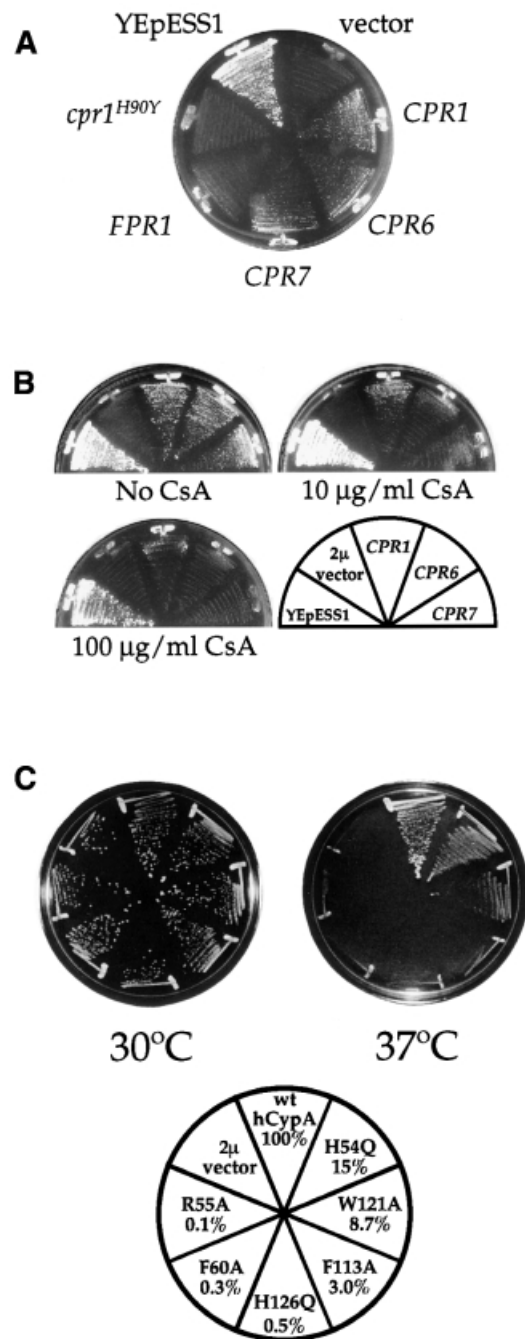 A
YEpESS1
vector
cpr1H90Y
CPR1
FPR1
CPR6
CPR7
B
No CsA
10 µg/ml CsA
100 µg/ml CsA
2µ
vector
CPR1
CPR6
YEpESS1
CPR7
C
30°C
37°C
wt
hCypA
100%
2µ
vector
H54Q
15%
R55A
0.1%
W121A
8.7%
F60A
0.3%
F113A
3.0%
H126Q
0.5%